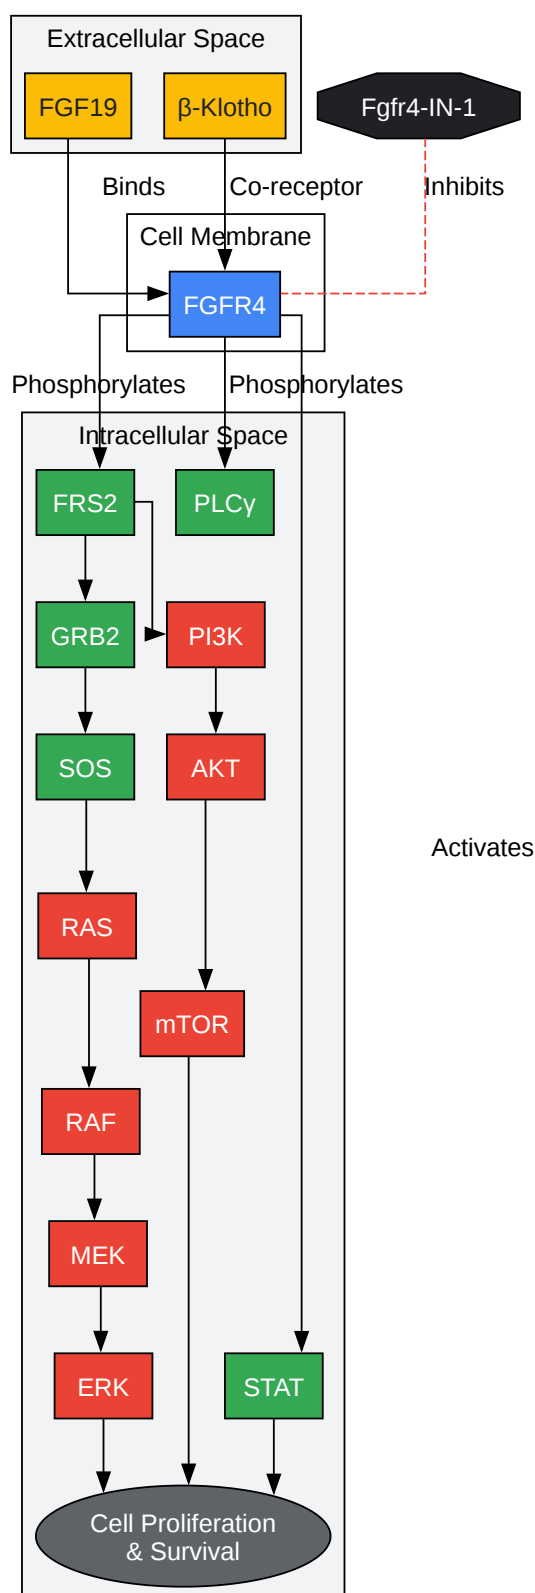 Extracellular Space
FGF19
β-Klotho
Fgfr4-IN-1
Binds
Co-receptor
Inhibits
Cell Membrane
FGFR4
Phosphorylates
Phosphorylates
Intracellular Space
FRS2
PLCγ
GRB2
PI3K
SOS
AKT
Activates
RAS
mTOR
RAF
MEK
ERK
STAT
Cell Proliferation
& Survival